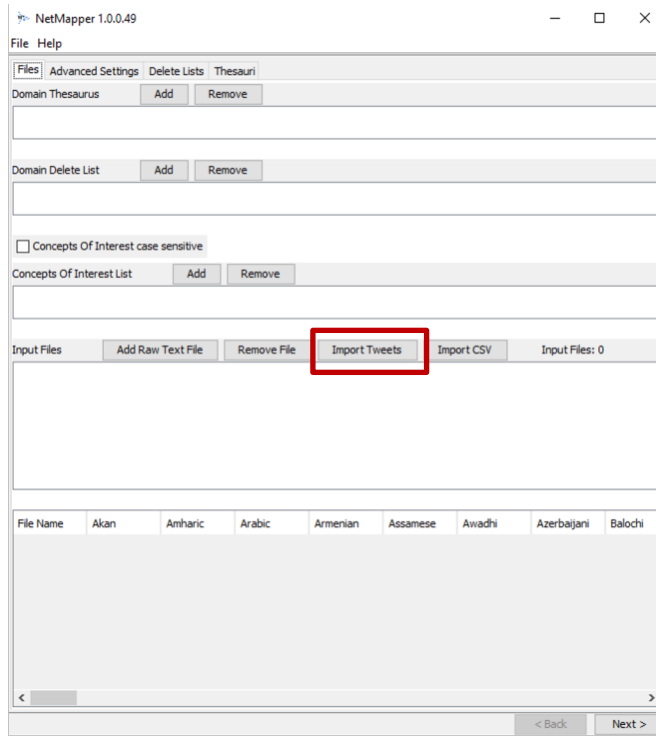 NetMapper 1.0.0.49
File Help
Files Advanced Settings Delete Lists Thesauri
Domain Thesaurus Add Remove
Domain Delete List Add Remove
Concepts Of Interest case sensitive
Concepts Of Interest List Add Remove
Input Files Add Raw Text File Remove File Import Tweets Import CSV Input Files: 0
File Name Akan Amharic Arabic Armenian Assamese Awadhi Azerbaijani Balochi
< Back Next >